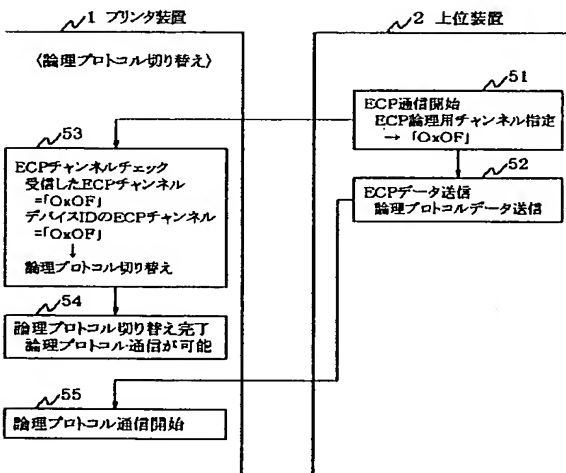 1 プリンタ装置
2 上位装置
〈論理プロトコル切り替え〉
51
ECP通信開始
ECP論理用チャンネル指定
→ 「OxOF」
53
ECPチャンネルチェック
受信したECPチャンネル
=「OxOF」
デバイスIDのECPチャンネル
=「OxOF」
↓
論理プロトコル切り替え
52
ECPデータ送信
論理プロトコルデータ送信
54
論理プロトコル切り替え完了
論理プロトコル通信が可能
55
論理プロトコル通信開始